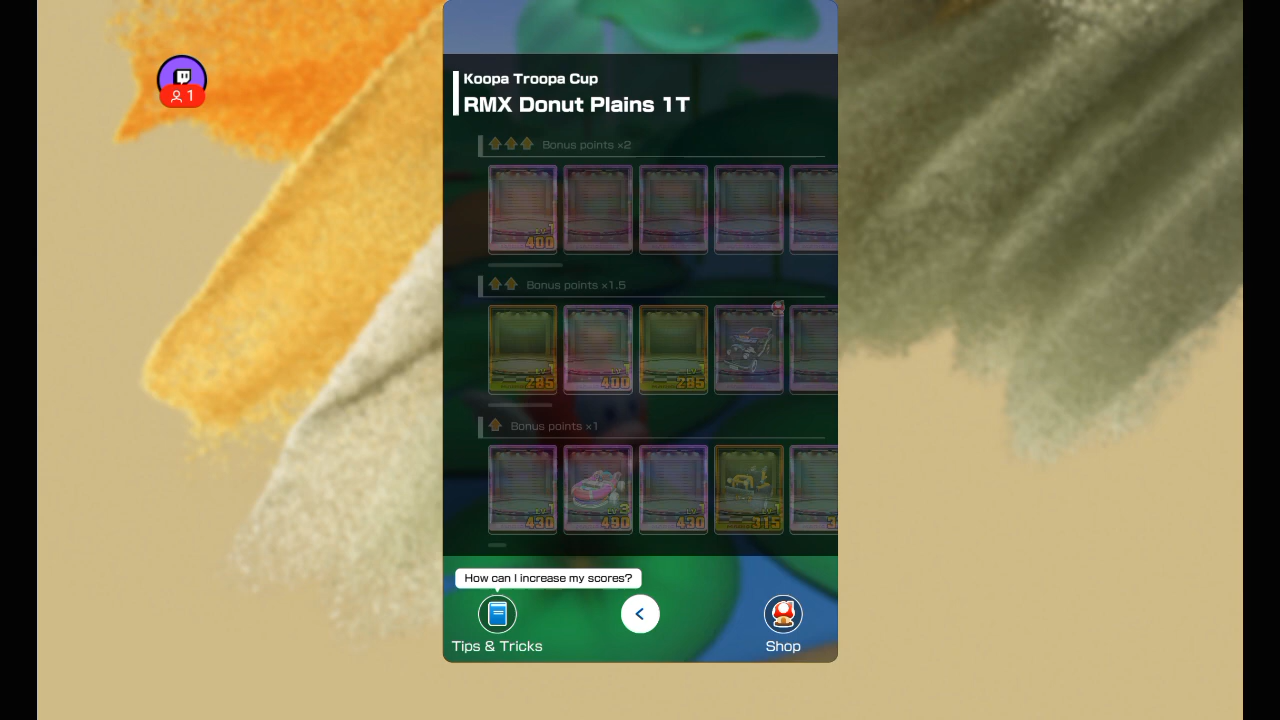 1
Koopa Troopa Cup
RMX Donut Plains 1T
Bonus points ×2
Lv.1
400
Bonus points ×1.5
Lv.1
285
Lv.1
400
Lv.1
285
Bonus points ×1
Lv.1
430
Lv.3
490
Lv.1
430
Lv.1
315
How can I increase my scores?
Tips & Tricks
Shop